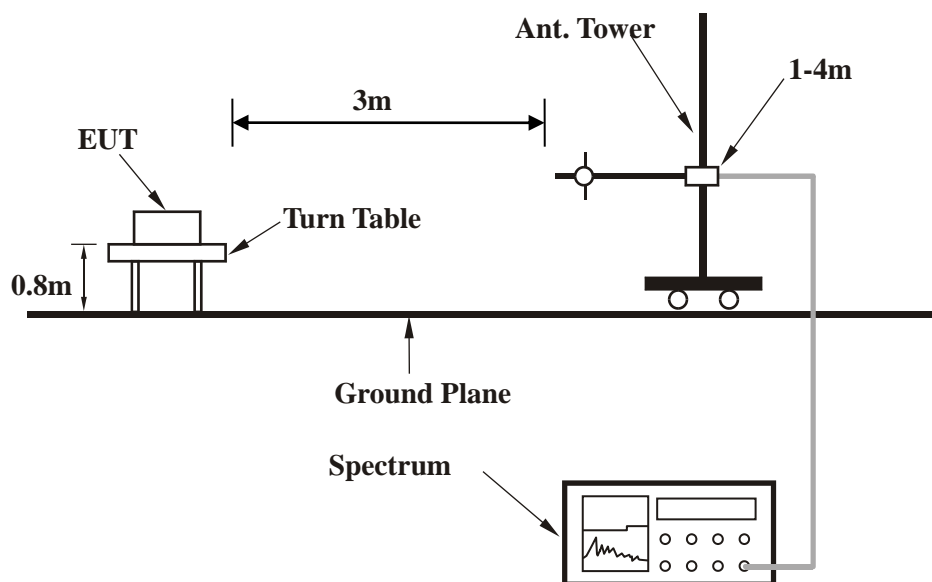 Ant. Tower
1-4m
3m
EUT
Turn Table
0.8m
Ground Plane
Spectrum